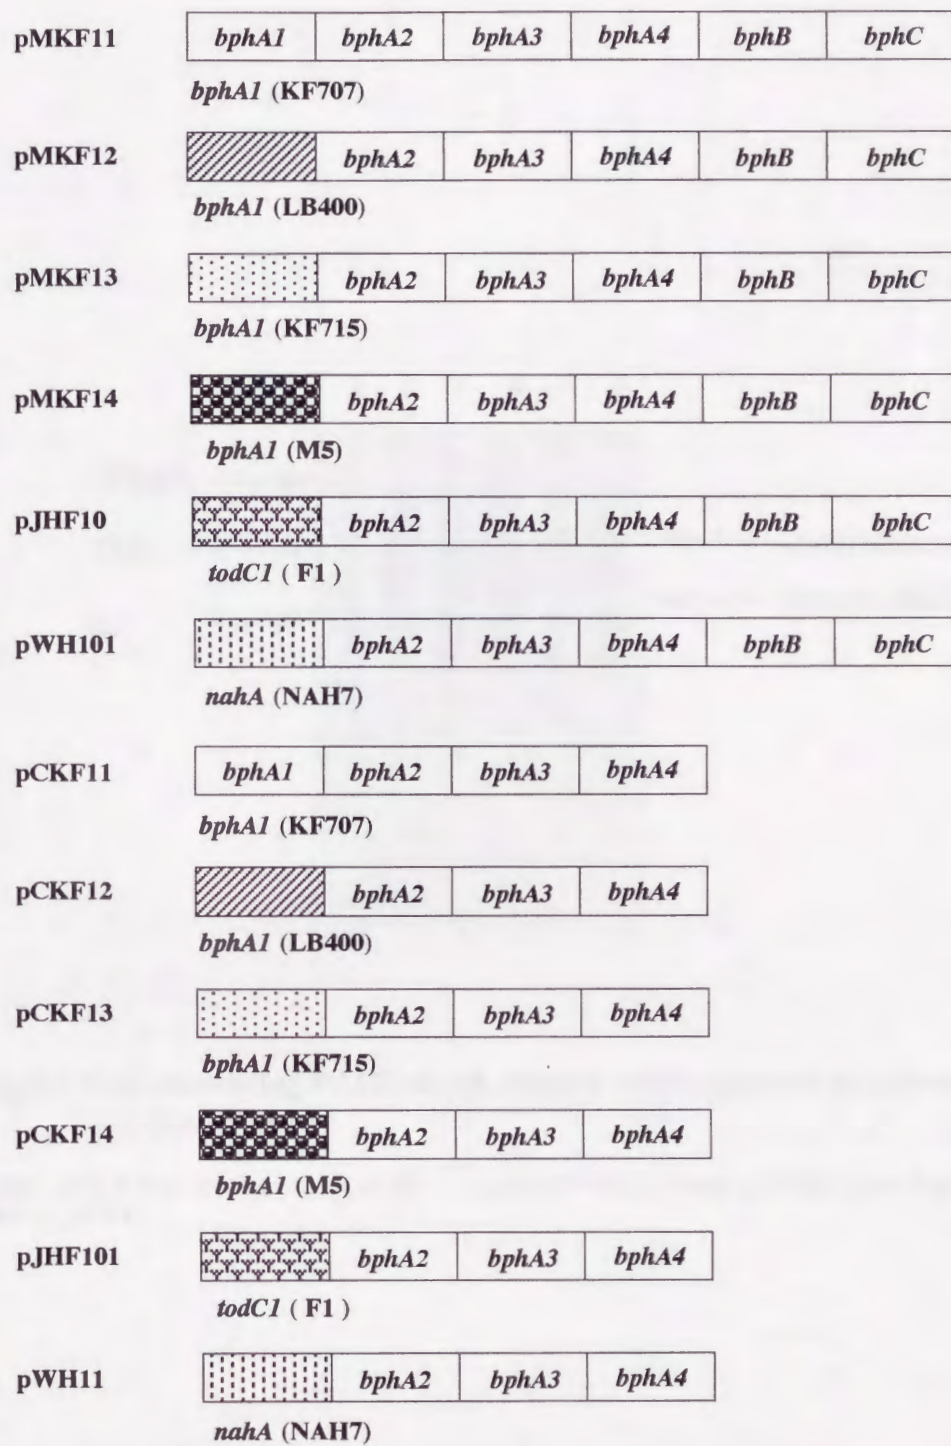 pMKF11 bphA1 bphA2 bphA3 bphA4 bphB bphC
bphA1 (KF707)
pMKF12 bphA2 bphA3 bphA4 bphB bphC
bphA1 (LB400)
pMKF13 bphA2 bphA3 bphA4 bphB bphC
bphA1 (KF715)
pMKF14 bphA2 bphA3 bphA4 bphB bphC
bphA1 (M5)
pJHF10 bphA2 bphA3 bphA4 bphB bphC
todC1 ( F1 )
pWH101 bphA2 bphA3 bphA4 bphB bphC
nahA (NAH7)
pCKF11 bphA1 bphA2 bphA3 bphA4
bphA1 (KF707)
pCKF12 bphA2 bphA3 bphA4
bphA1 (LB400)
pCKF13 bphA2 bphA3 bphA4
bphA1 (KF715)
pCKF14 bphA2 bphA3 bphA4
bphA1 (M5)
pJHF101 bphA2 bphA3 bphA4
todC1 ( F1 )
pWH11 bphA2 bphA3 bphA4
nahA (NAH7)